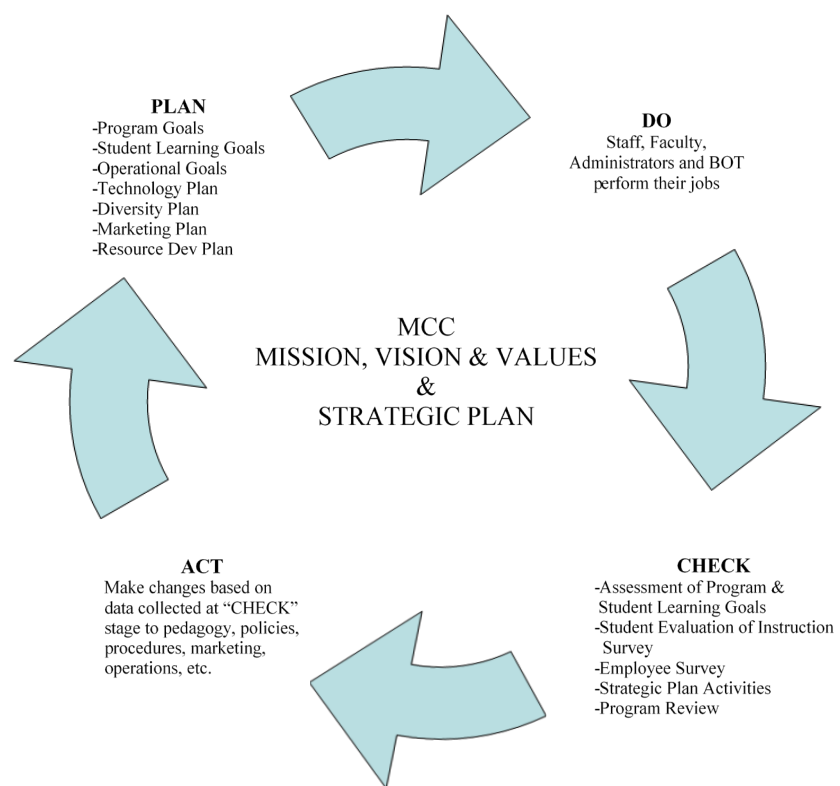 PLAN
-Program Goals
-Student Learning Goals
-Operational Goals
-Technology Plan
-Diversity Plan
-Marketing Plan
-Resource Dev Plan
DO
Staff, Faculty,
Administrators and BOT
perform their jobs
MCC
MISSION, VISION & VALUES
&
STRATEGIC PLAN
ACT
Make changes based on
data collected at “CHECK”
stage to pedagogy, policies,
procedures, marketing,
operations, etc.
CHECK
-Assessment of Program &
Student Learning Goals
-Student Evaluation of Instruction
Survey
-Employee Survey
-Strategic Plan Activities
-Program Review